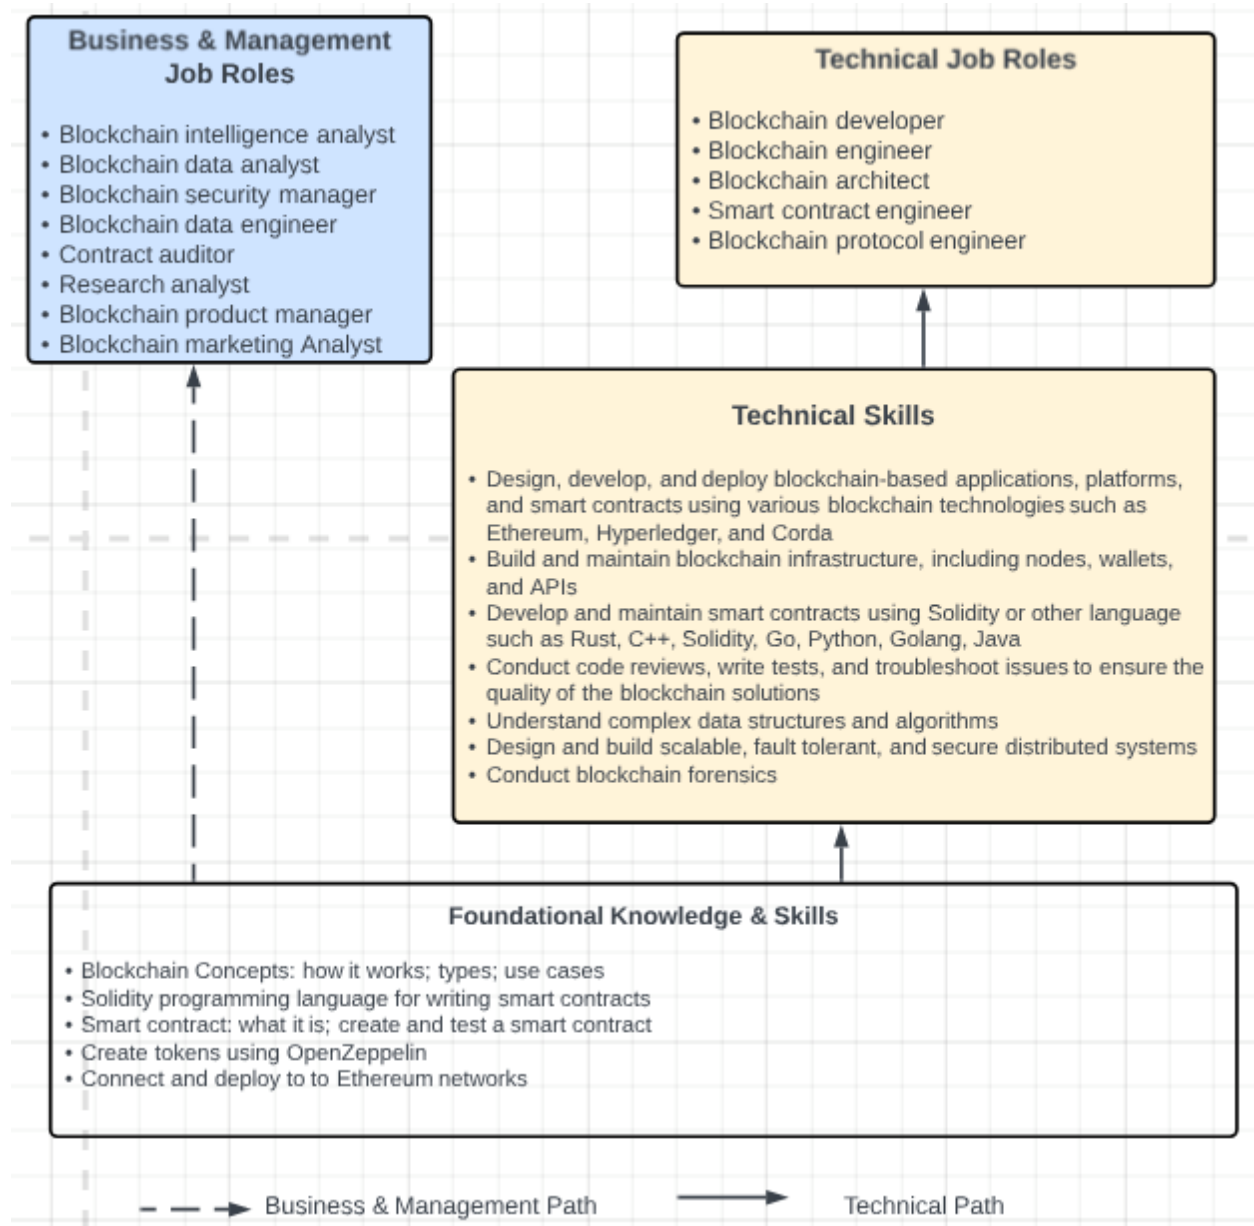 Business & Management
Job Roles
• Blockchain intelligence analyst
• Blockchain data analyst
• Blockchain security manager
• Blockchain data engineer
• Contract auditor
• Research analyst
• Blockchain product manager
• Blockchain marketing Analyst
Technical Job Roles
• Blockchain developer
• Blockchain engineer
• Blockchain architect
• Smart contract engineer
• Blockchain protocol engineer
Technical Skills
• Design, develop, and deploy blockchain-based applications, platforms,
and smart contracts using various blockchain technologies such as
Ethereum, Hyperledger, and Corda
• Build and maintain blockchain infrastructure, including nodes, wallets,
and APIs
• Develop and maintain smart contracts using Solidity or other language
such as Rust, C++, Solidity, Go, Python, Golang, Java
• Conduct code reviews, write tests, and troubleshoot issues to ensure the
quality of the blockchain solutions
• Understand complex data structures and algorithms
• Design and build scalable, fault tolerant, and secure distributed systems
• Conduct blockchain forensics
Foundational Knowledge & Skills
• Blockchain Concepts: how it works; types; use cases
• Solidity programming language for writing smart contracts
• Smart contract: what it is; create and test a smart contract
• Create tokens using OpenZeppelin
• Connect and deploy to to Ethereum networks
Business & Management Path
Technical Path